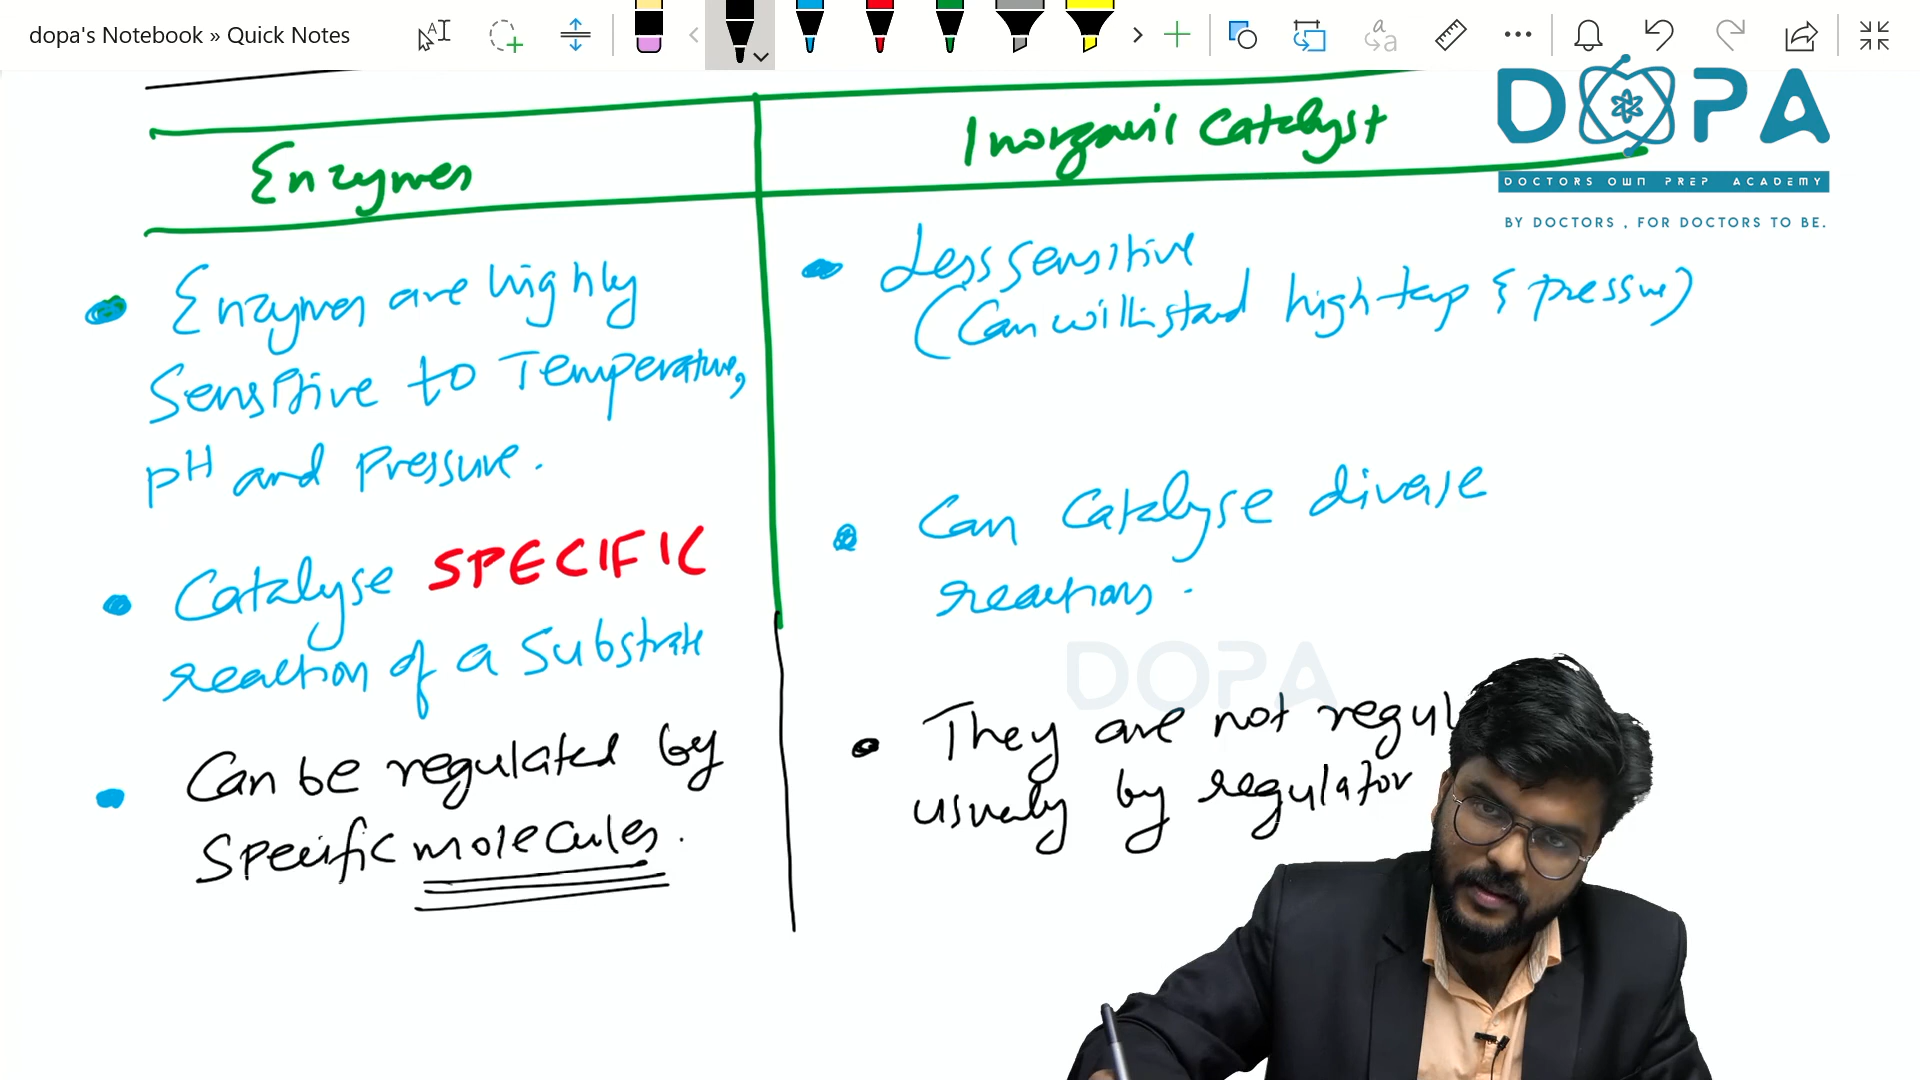 dopa's Notebook » Quick Notes
DOPA
DOCTORS OWN PREP ACADEMY
BY DOCTORS , FOR DOCTORS TO BE.
Enzymes
Enzymes are highly
Sensitive to Temperature,
pH and Pressure.
Catalyse SPECIFIC
reaction of a Substrate
Can be regulated by
Specific molecules.
Inorganic Catalyst
Less sensitive
(Can withstand high temp & pressure)
Can Catalyse diverse
reactions.
DOPA
They are not regul
usually by regulator